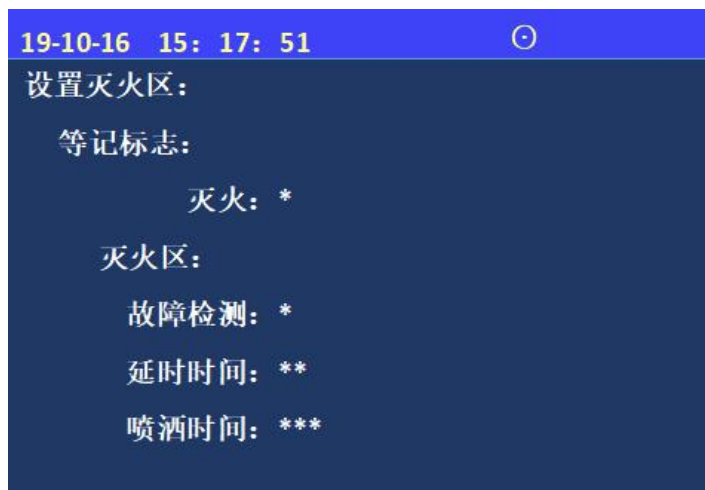 19-10-16 15：17：51
设置灭火区：
等记标志：
灭火：*
灭火区：
故障检测：*
延时时间：**
喷洒时间：***